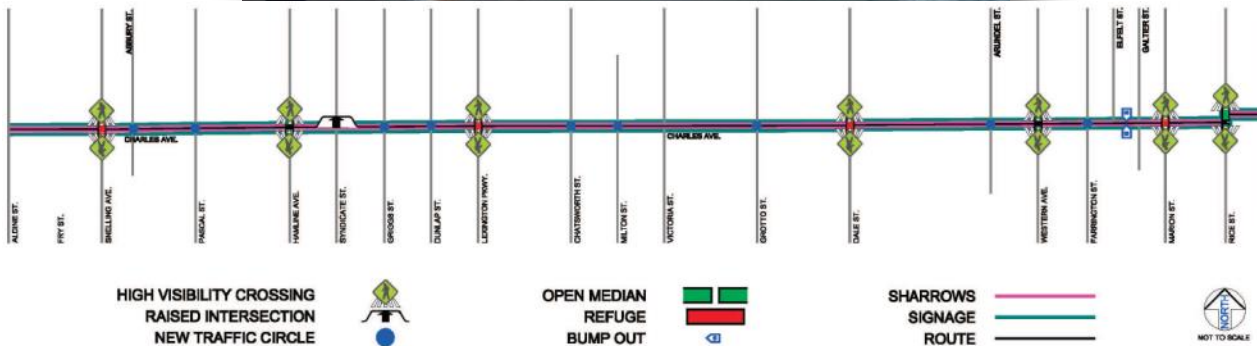 ASBURY ST.
ARUNDEL ST.
ELFELT ST.
GALTIER ST.
CHARLES AVE.
CHARLES AVE.
ALDINE ST.
FRY ST.
SNELLING AVE.
PASCAL ST.
HAMLINE AVE.
SYNDICATE ST.
GRIGGS ST.
DUNLAP ST.
LEXINGTON PKWY.
CHATSWORTH ST.
MILTON ST.
VICTORIA ST.
GROTTO ST.
DALE ST.
WESTERN AVE.
FARRINGTON ST.
MARION ST.
RICE ST.
HIGH VISIBILITY CROSSING
RAISED INTERSECTION
NEW TRAFFIC CIRCLE
OPEN MEDIAN
REFUGE
BUMP OUT
SHARROWS
SIGNAGE
ROUTE
NORTH
NOT TO SCALE